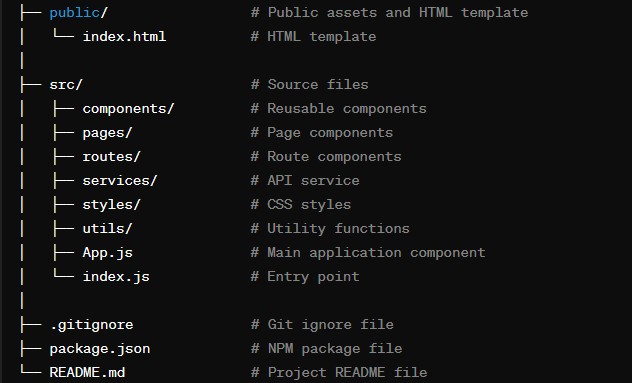 ├── public/                 # Public assets and HTML template
│   └── index.html          # HTML template
│
├── src/                    # Source files
│   ├── components/         # Reusable components
│   ├── pages/              # Page components
│   ├── routes/             # Route components
│   ├── services/           # API service
│   ├── styles/             # CSS styles
│   ├── utils/              # Utility functions
│   ├── App.js              # Main application component
│   └── index.js            # Entry point
│
├── .gitignore              # Git ignore file
├── package.json            # NPM package file
└── README.md               # Project README file